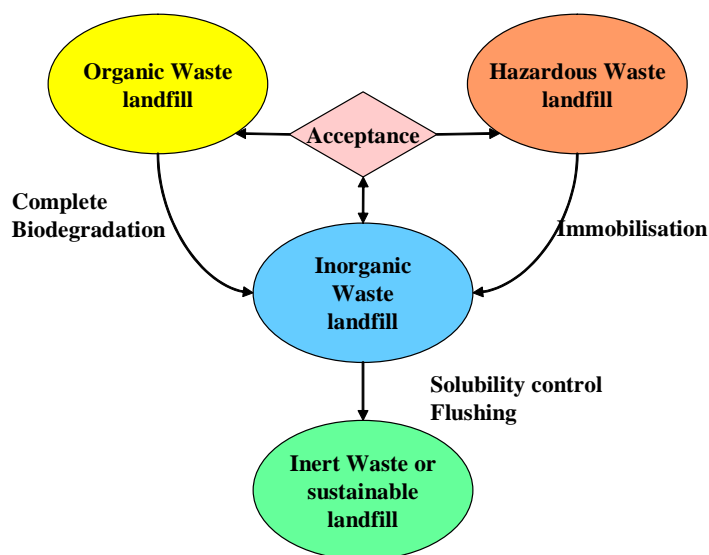 Organic Waste
landfill
Hazardous Waste
landfill
Acceptance
Complete
Biodegradation
Immobilisation
Inorganic
Waste
landfill
Solubility control
Flushing
Inert Waste or
sustainable
landfill